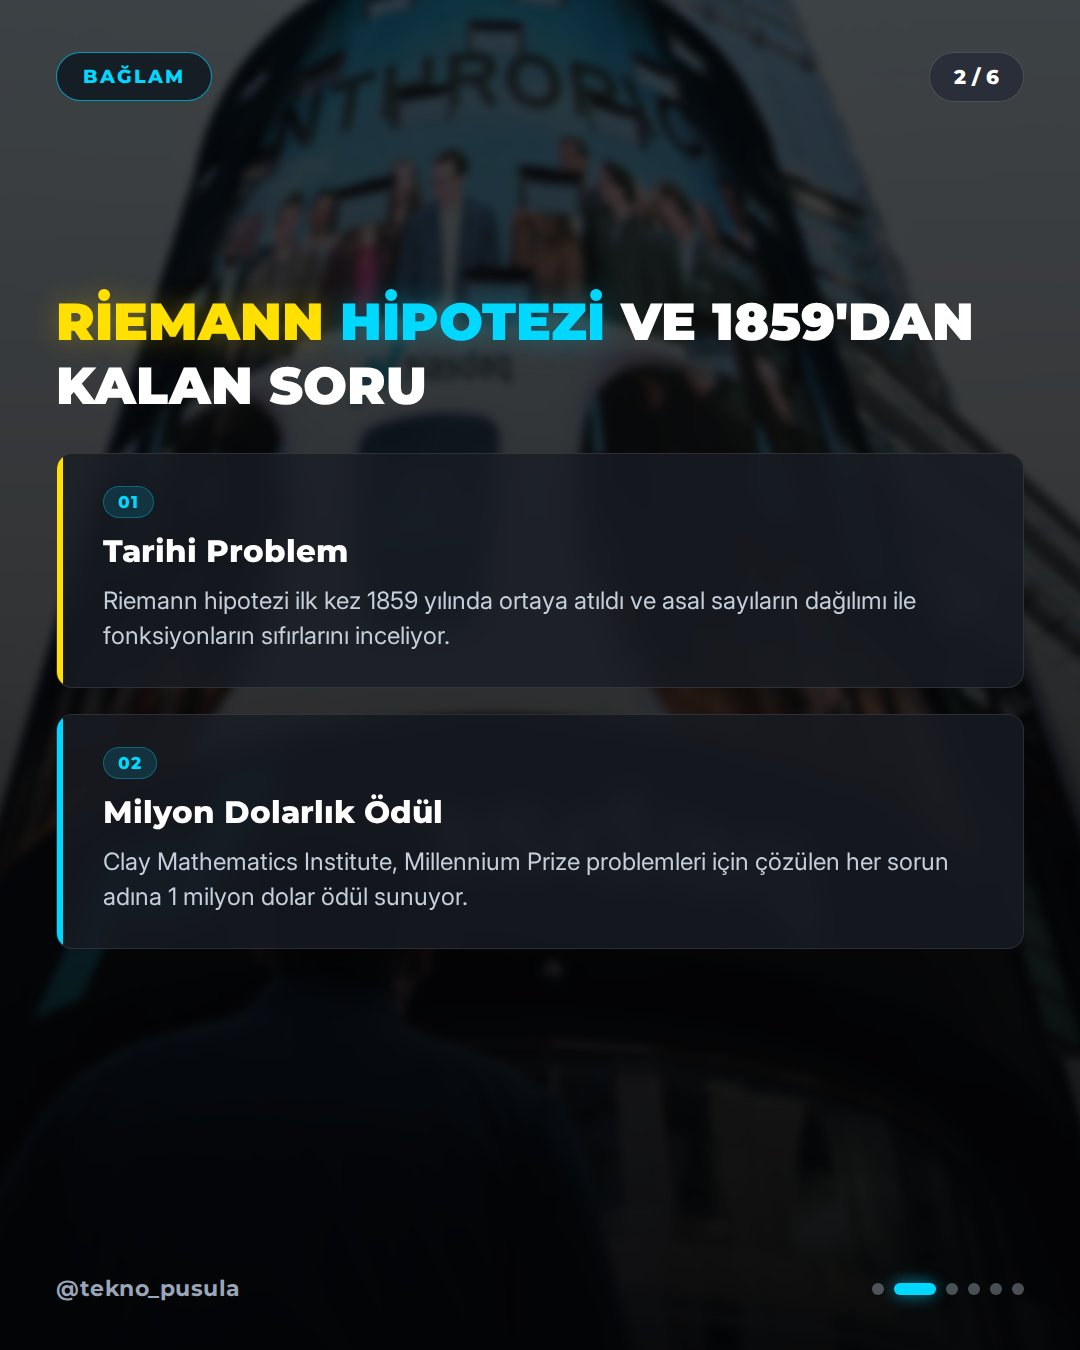 BAĞLAM
2 / 6
ANTHROPIC
RİEMANN HİPOTEZİ VE 1859'DAN
KALAN SORU
Nasdaq
01
Tarihi Problem
Riemann hipotezi ilk kez 1859 yılında ortaya atıldı ve asal sayıların dağılımı ile
fonksiyonların sıfırlarını inceliyor.
02
Milyon Dolarlık Ödül
Clay Mathematics Institute, Millennium Prize problemleri için çözülen her sorun
adına 1 milyon dolar ödül sunuyor.
@tekno_pusula